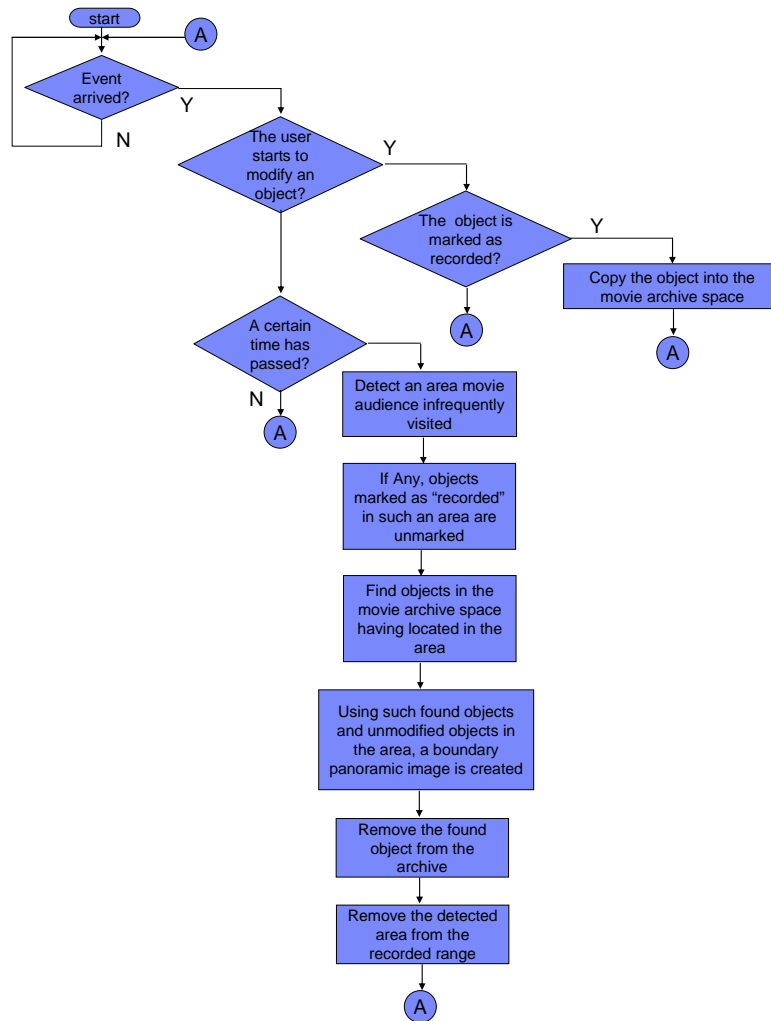 start
A
Event
arrived?
Y
N
The user
starts to
modify an
object?
Y
The object is
marked as
recorded?
Y
Copy the object into the
movie archive space
A
A
A certain
time has
passed?
N
A
Detect an area movie
audience infrequently
visited
If Any, objects
marked as “recorded”
in such an area are
unmarked
Find objects in the
movie archive space
having located in the
area
Using such found objects
and unmodified objects in
the area, a boundary
panoramic image is created
Remove the found
object from the
archive
Remove the detected
area from the
recorded range
A